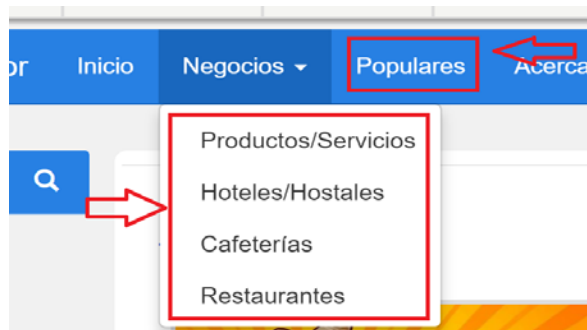 or Inicio Negocios Populares Acerca
Productos/Servicios
Hoteles/Hostales
Cafeterías
Restaurantes